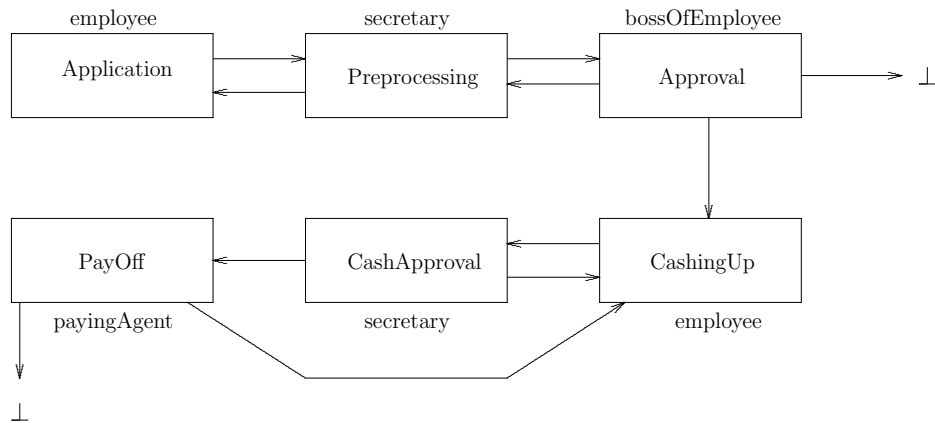 employee
secretary
bossOfEmployee
Application
Preprocessing
Approval
⊥
PayOff
CashApproval
CashingUp
payingAgent
secretary
employee
⊥